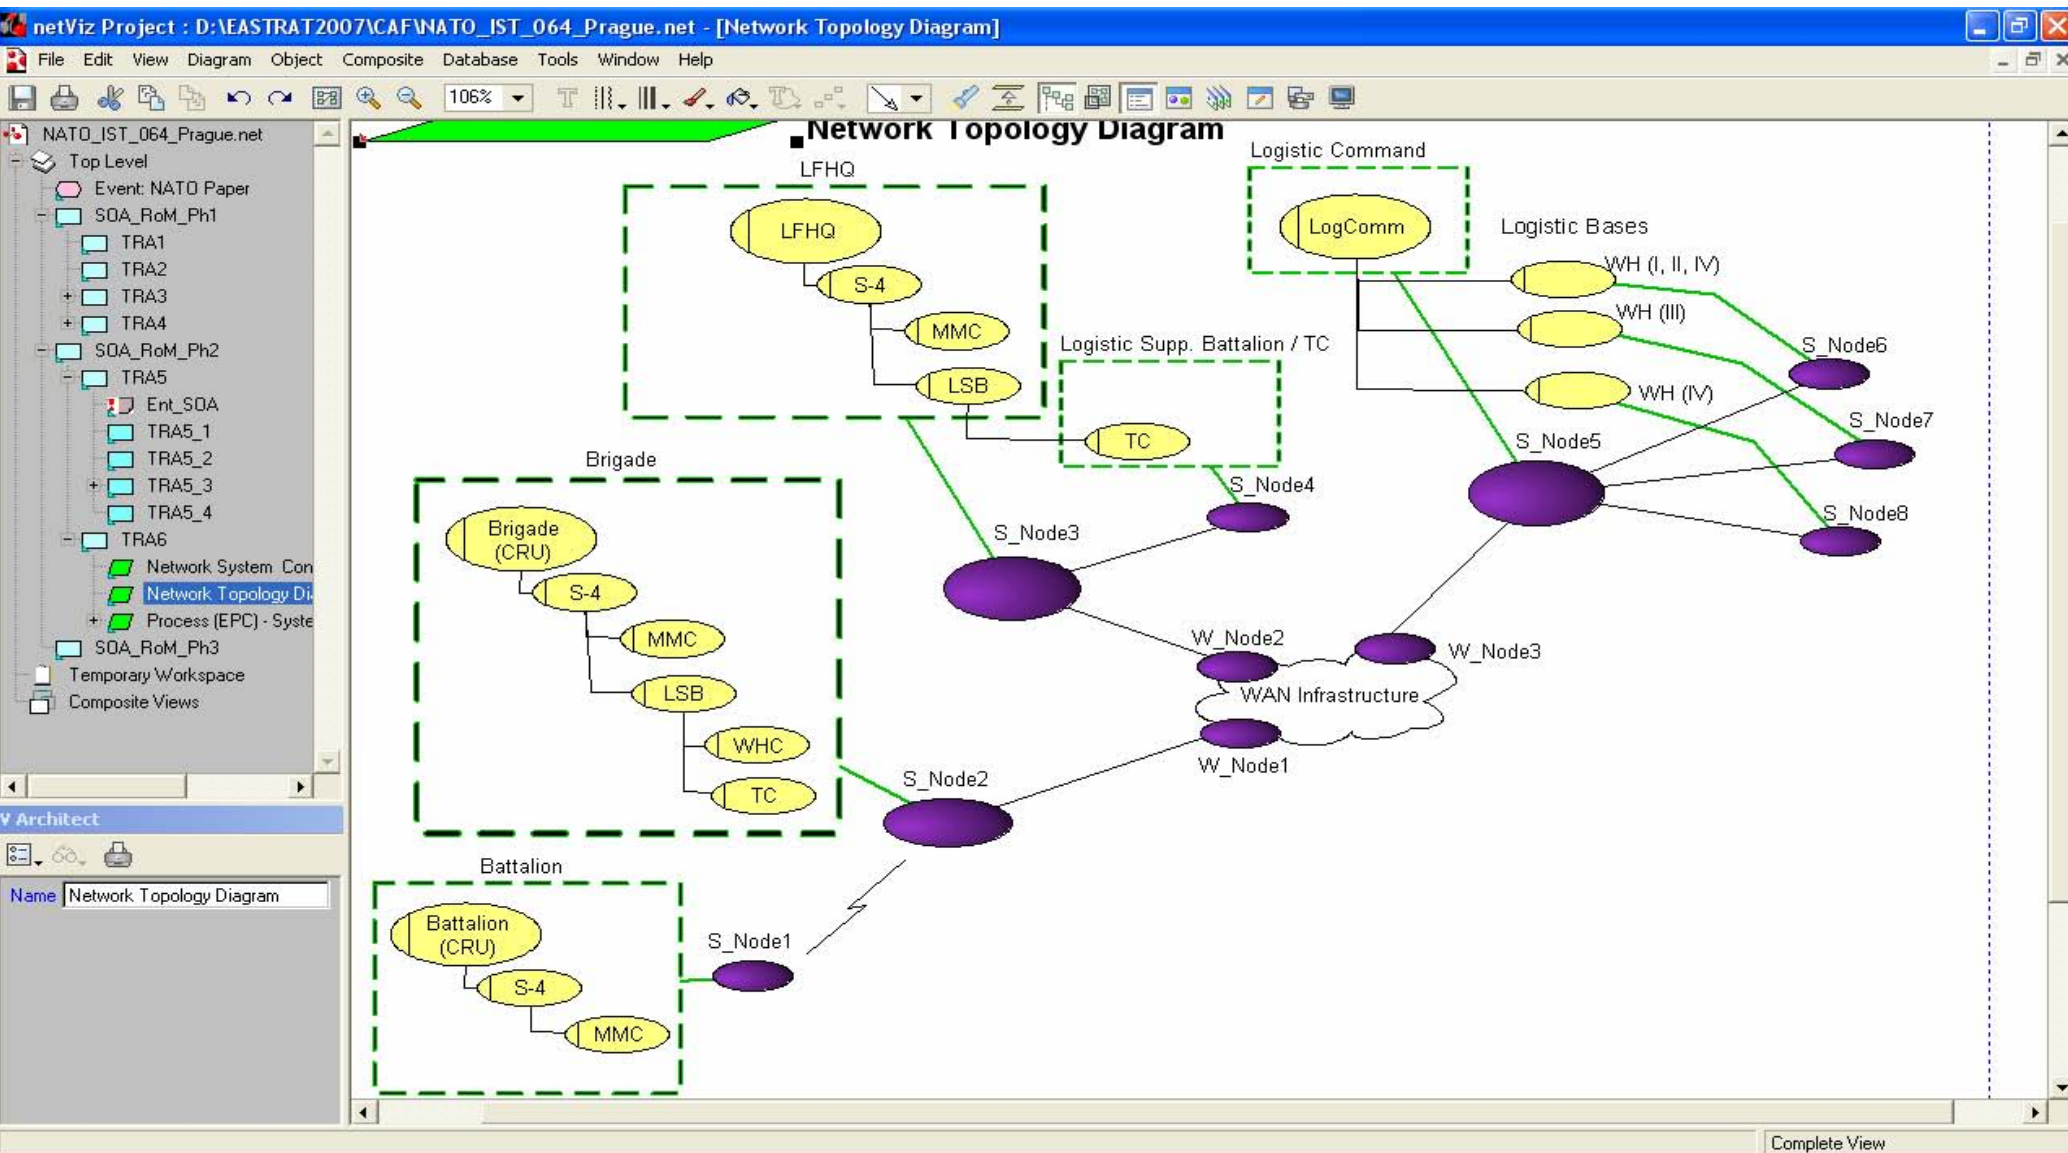 netViz Project : D:\EASTRAT2007\CAF\NATO_IST_064_Prague.net - [Network Topology Diagram]
File Edit View Diagram Object Composite Database Tools Window Help
106%
NATO_IST_064_Prague.net
Top Level
Event: NATO Paper
SOA_RoM_Ph1
TRA1
TRA2
TRA3
TRA4
SOA_RoM_Ph2
TRA5
Ent_SOA
TRA5_1
TRA5_2
TRA5_3
TRA5_4
TRA6
Network System Con
Network Topology Di
Process (EPC) - Syste
SOA_RoM_Ph3
Temporary Workspace
Composite Views
V Architect
Name Network Topology Diagram
Network Topology Diagram
LFHQ
LFHQ
S-4
MMC
LSB
Logistic Command
LogComm
Logistic Bases
WH (I, II, IV)
WH (III)
WH (IV)
Logistic Supp. Battalion / TC
TC
S_Node6
S_Node7
S_Node5
S_Node8
S_Node4
S_Node3
Brigade
Brigade
(CRU)
S-4
MMC
LSB
WHC
TC
W_Node2
W_Node3
WAN Infrastructure
W_Node1
S_Node2
Battalion
Battalion
(CRU)
S-4
MMC
S_Node1
Complete View